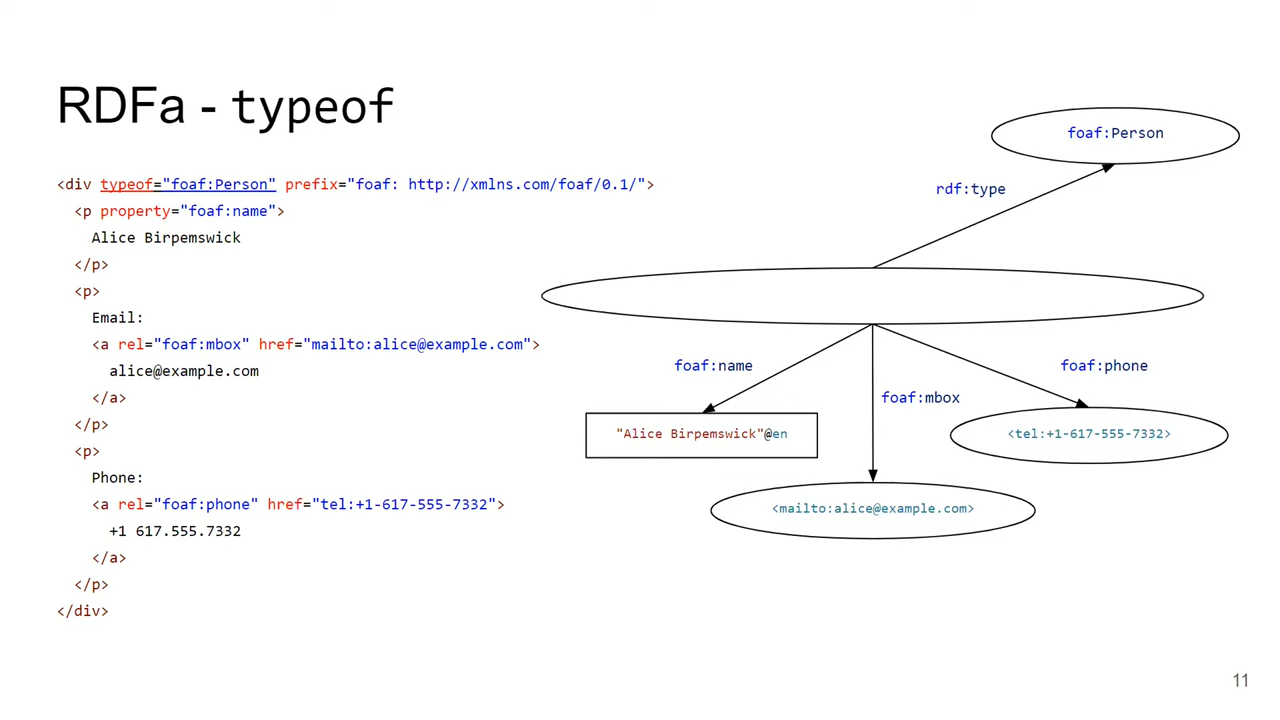 RDFa - typeof
<div typeof="foaf:Person" prefix="foaf: http://xmlns.com/foaf/0.1/">
<p property="foaf:name">
Alice Birpemswick
</p>
<p>
Email:
<a rel="foaf:mbox" href="mailto:alice@example.com">
alice@example.com
</a>
</p>
<p>
Phone:
<a rel="foaf:phone" href="tel:+1-617-555-7332">
+1 617.555.7332
</a>
</p>
</div>
foaf:Person
rdf:type
foaf:name
foaf:mbox
foaf:phone
"Alice Birpemswick"@en
<tel:+1-617-555-7332>
<mailto:alice@example.com>
11